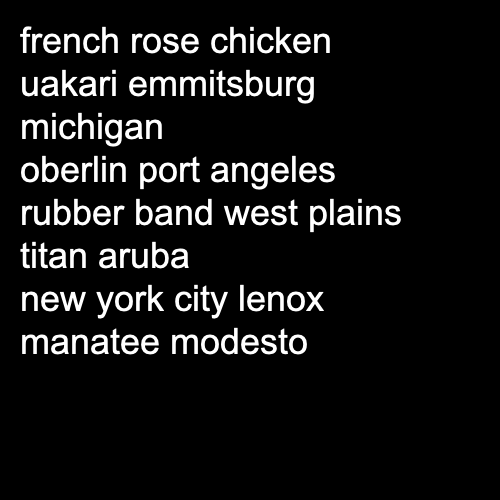 french rose chicken
uakari emmitsburg
michigan
oberlin port angeles
rubber band west plains
titan aruba
new york city lenox
manatee modesto